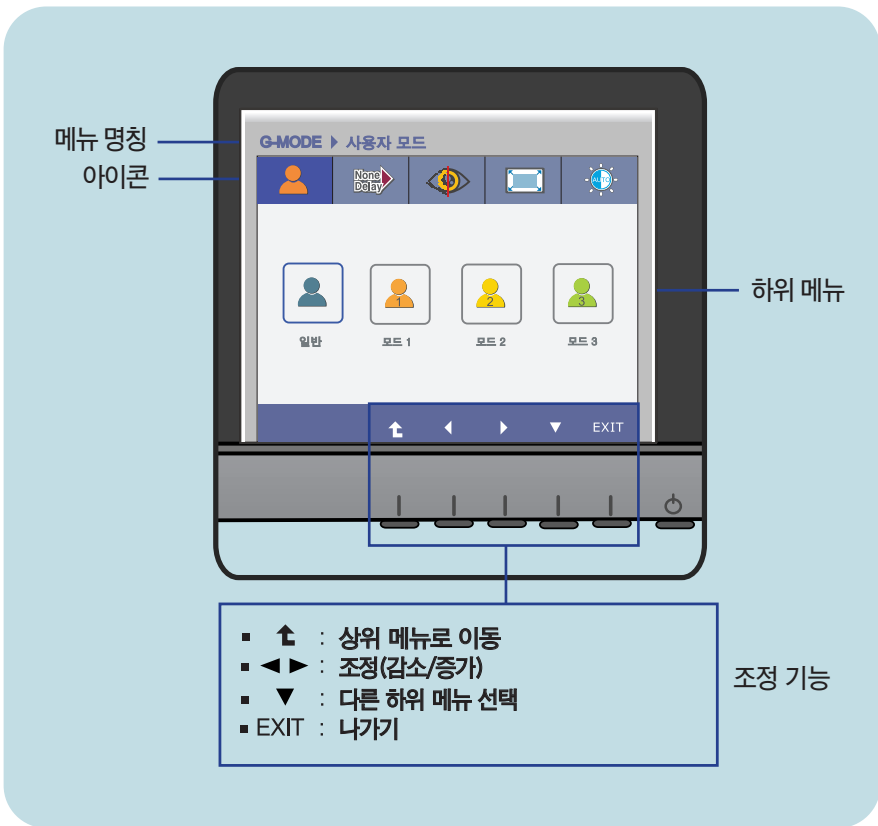 메뉴 명칭
G-MODE ▶ 사용자 모드
아이콘
None
Delay
AUTO
1
2
3
하위 메뉴
일반 모드 1 모드 2 모드 3
EXIT
▪ : 상위 메뉴로 이동
▪ ◀ ▶ : 조정(감소/증가)
▪ ▼ : 다른 하위 메뉴 선택
▪ EXIT : 나가기
조정 기능